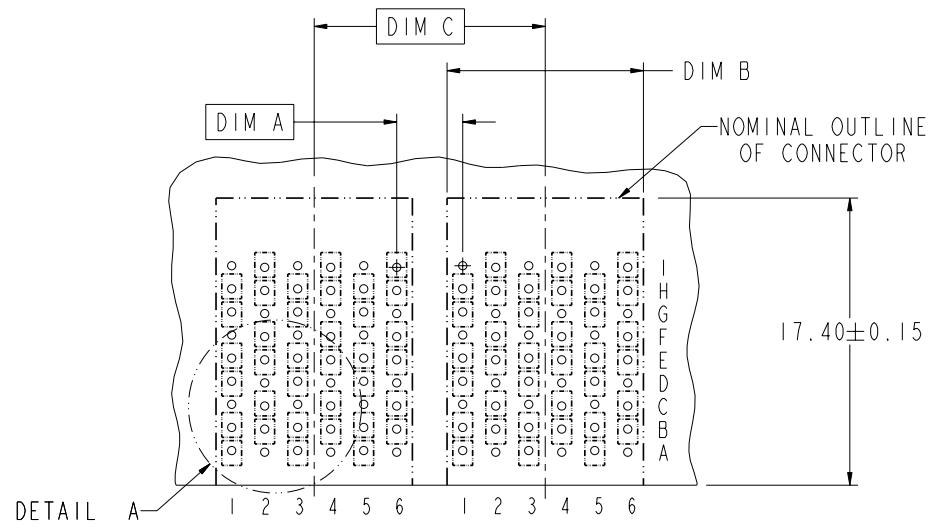 DIM C
DIM B
DIM A
NOMINAL OUTLINE
OF CONNECTOR
I
H
G
F
E
D
C
B
A
17.40±0.15
DETAIL A
1 2 3 4 5 6 1 2 3 4 5 6